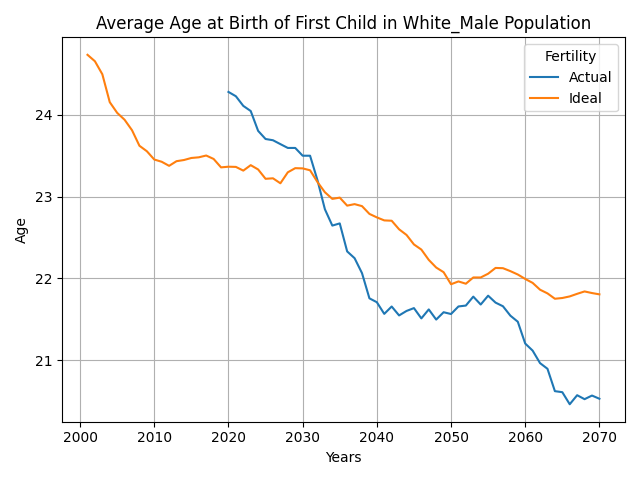 Average Age at Birth of First Child in White_Male Population
Fertility
Actual
Ideal
24
23
22
21
Age
2000 2010 2020 2030 2040 2050 2060 2070
Years